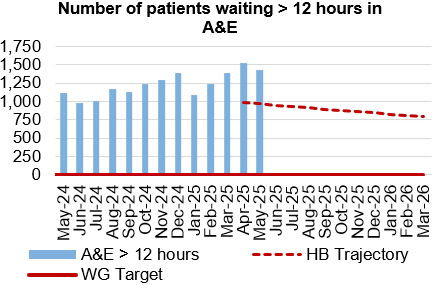 Number of patients waiting > 12 hours in
A&E
1,750
1,500
1,250
1,000
750
500
250
0
May-24
Jun-24
Jul-24
Aug-24
Sep-24
Oct-24
Nov-24
Dec-24
Jan-25
Feb-25
Mar-25
Apr-25
May-25
Jun-25
Jul-25
Aug-25
Sep-25
Oct-25
Nov-25
Dec-25
Jan-26
Feb-26
Mar-26
A&E > 12 hours
HB Trajectory
WG Target